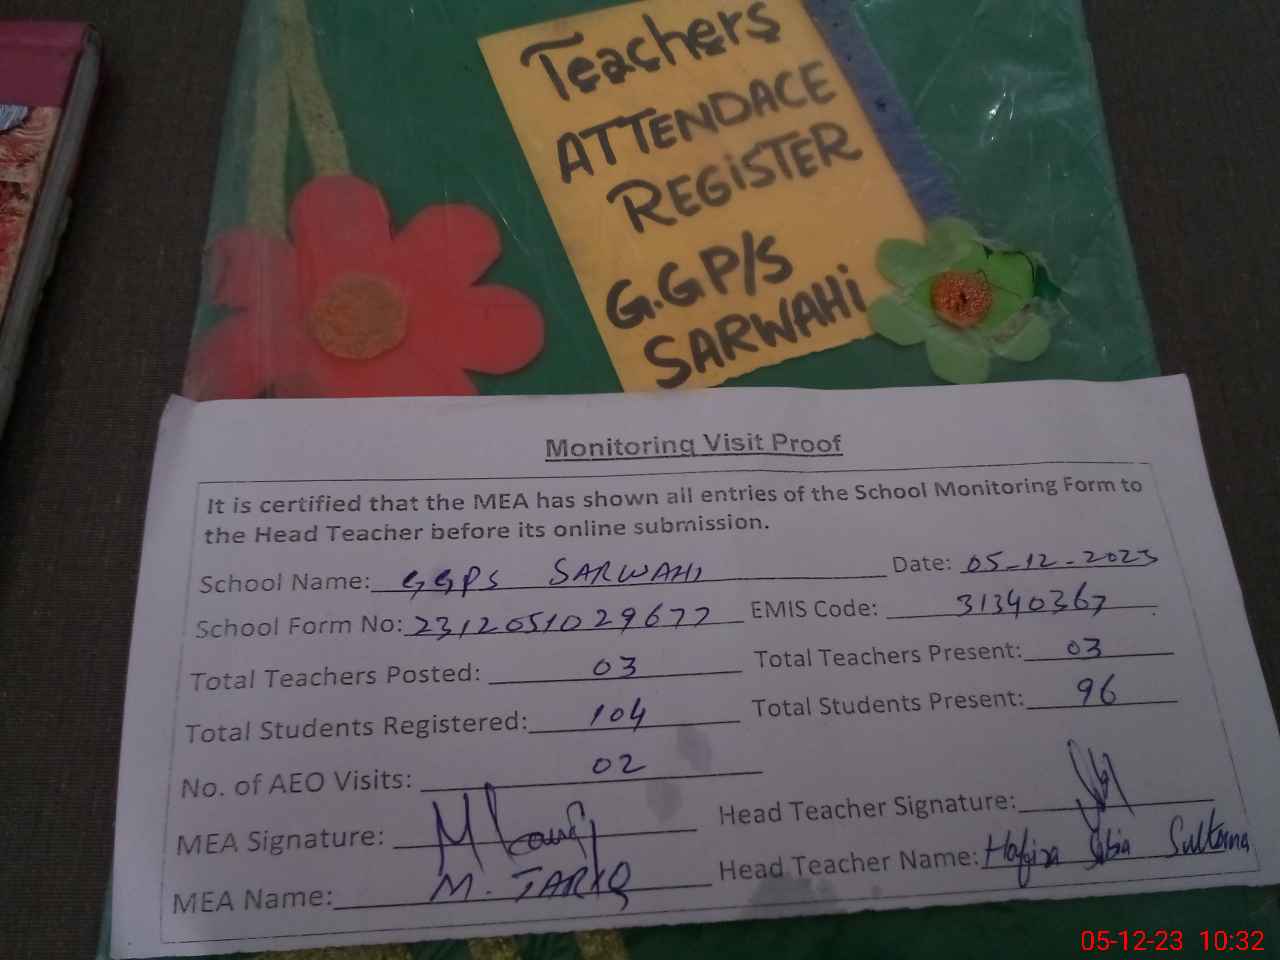 Teachers
ATTENDACE
REGISTER
G.GP/S
SARWAHi
Monitoring Visit Proof
It is certified that the MEA has shown all entries of the School Monitoring Form to
the Head Teacher before its online submission.
School Name: GGPS SARWAHI Date: 05-12-2023
School Form No: 2312051029677 EMIS Code: 31340367
Total Teachers Posted: 03 Total Teachers Present: 03
Total Students Registered: 104 Total Students Present: 96
No. of AEO Visits: 02
MEA Signature: Head Teacher Signature:
MEA Name: M. TARIQ Head Teacher Name: Hafiza Sultana
05-12-23 10:32